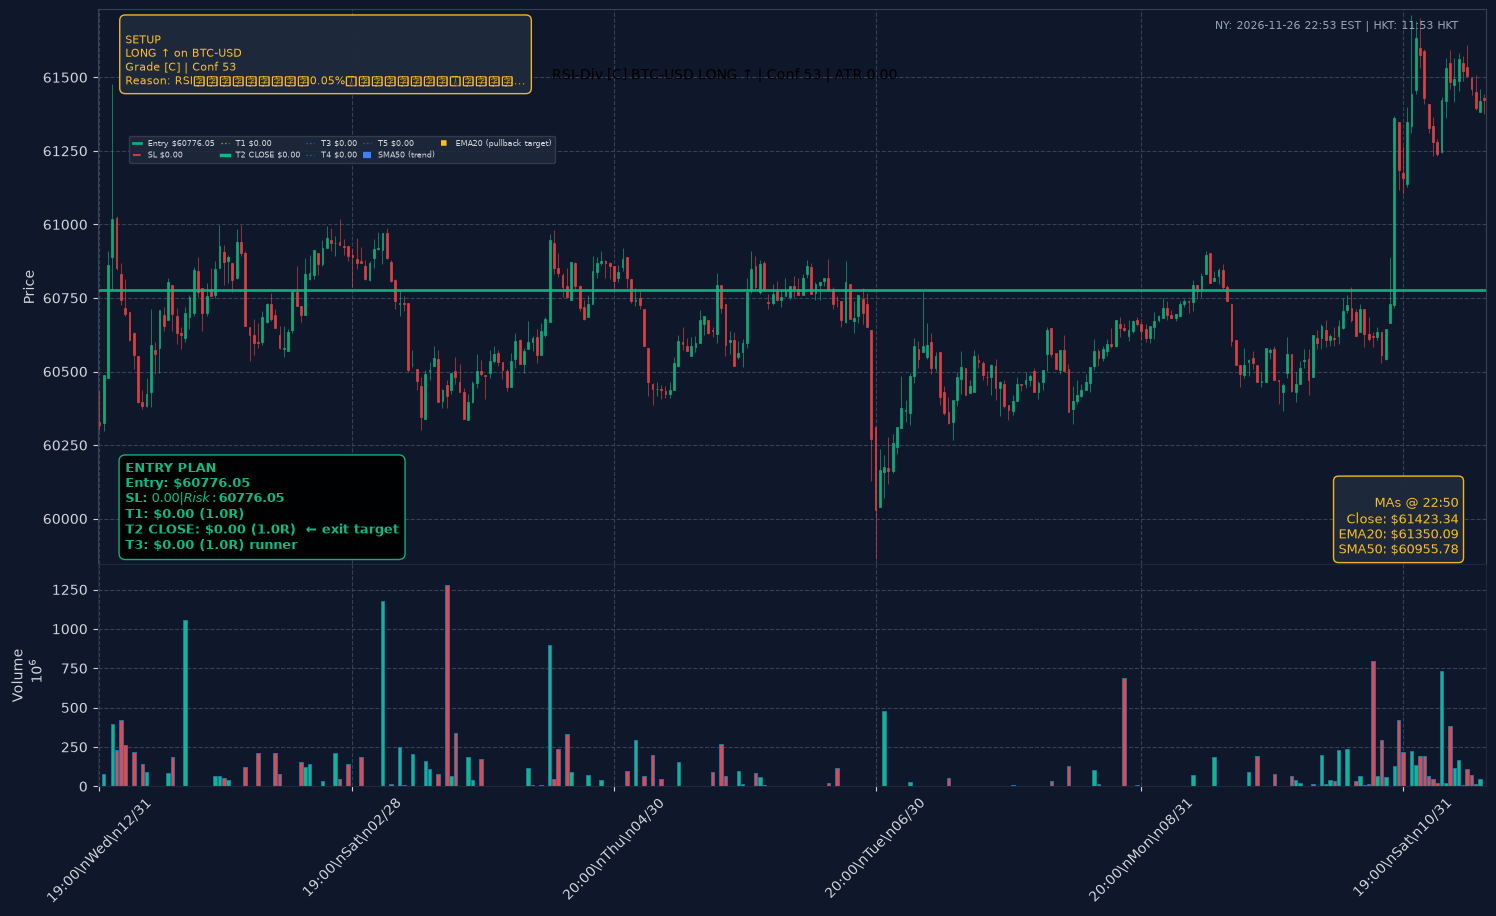 SETUP
LONG ↑ on BTC-USD
Grade [C] | Conf 53
Reason: RSI 0.05% ...
NY: 2026-11-26 22:53 EST | HKT: 11:53 HKT
RSI-Div [C] BTC-USD LONG ↑ | Conf 53 | ATR 0.00
Entry $60776.05
SL $0.00
T1 $0.00
T2 CLOSE $0.00
T3 $0.00
T4 $0.00
T5 $0.00
SMA50 (trend)
EMA20 (pullback target)
Price
61500
61250
61000
60750
60500
60250
60000
ENTRY PLAN
Entry: $60776.05
SL: 0.00|Risk:60776.05
T1: $0.00 (1.0R)
T2 CLOSE: $0.00 (1.0R) ← exit target
T3: $0.00 (1.0R) runner
MAs @ 22:50
Close: $61423.34
EMA20: $61350.09
SMA50: $60955.78
Volume
10⁶
1250
1000
750
500
250
0
19:00\nWed\n12/31
19:00\nSat\n02/28
20:00\nThu\n04/30
20:00\nTue\n06/30
20:00\nMon\n08/31
19:00\nSat\n10/31